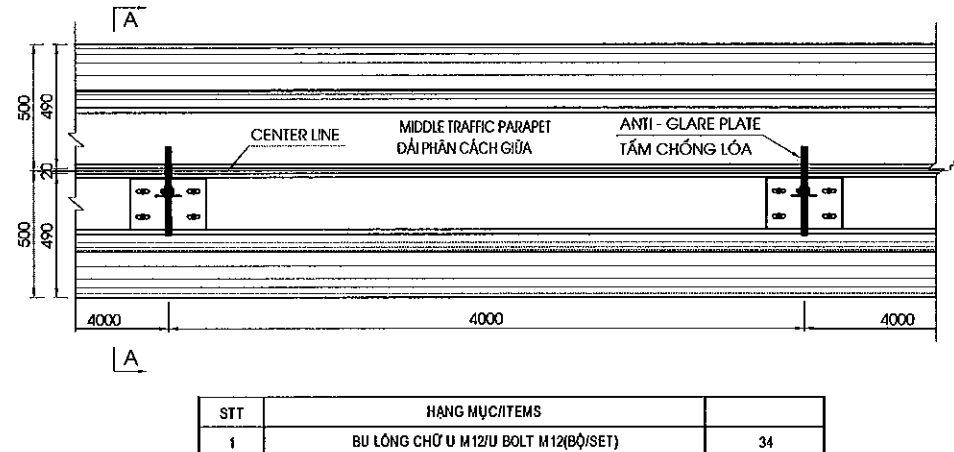 A
CENTER LINE
MIDDLE TRAFFIC PARAPET
DẢI PHÂN CÁCH GIỮA
ANTI - GLARE PLATE
TẤM CHỐNG LÓA
500
490
20
500
490
4000
4000
4000
A
STT HẠNG MỤC/ITEMS
1 BU LÔNG CHỮ U M12/U BOLT M12(BỘ/SET) 34